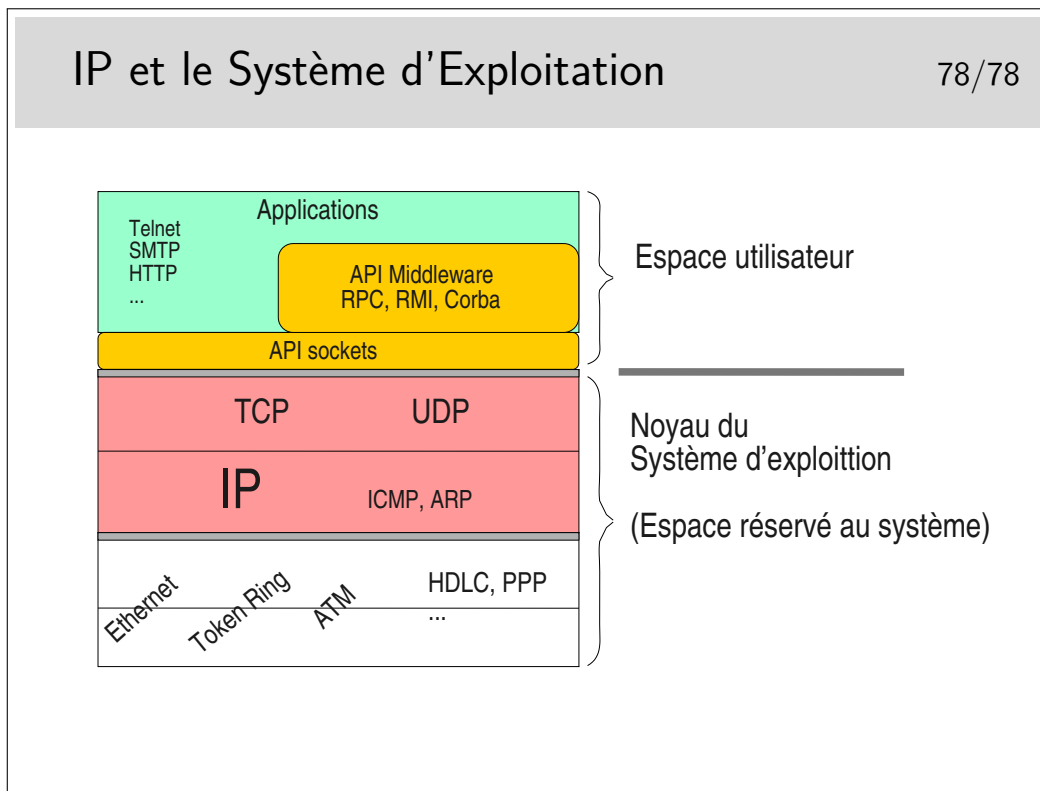 IP et le Système d'Exploitation
78/78
Applications
Telnet
SMTP
HTTP
...
API Middleware
RPC, RMI, Corba
API sockets
Espace utilisateur
TCP
UDP
IP
ICMP, ARP
Noyau du
Système d'exploittion
(Espace réservé au système)
Ethernet
Token Ring
ATM
HDLC, PPP
...